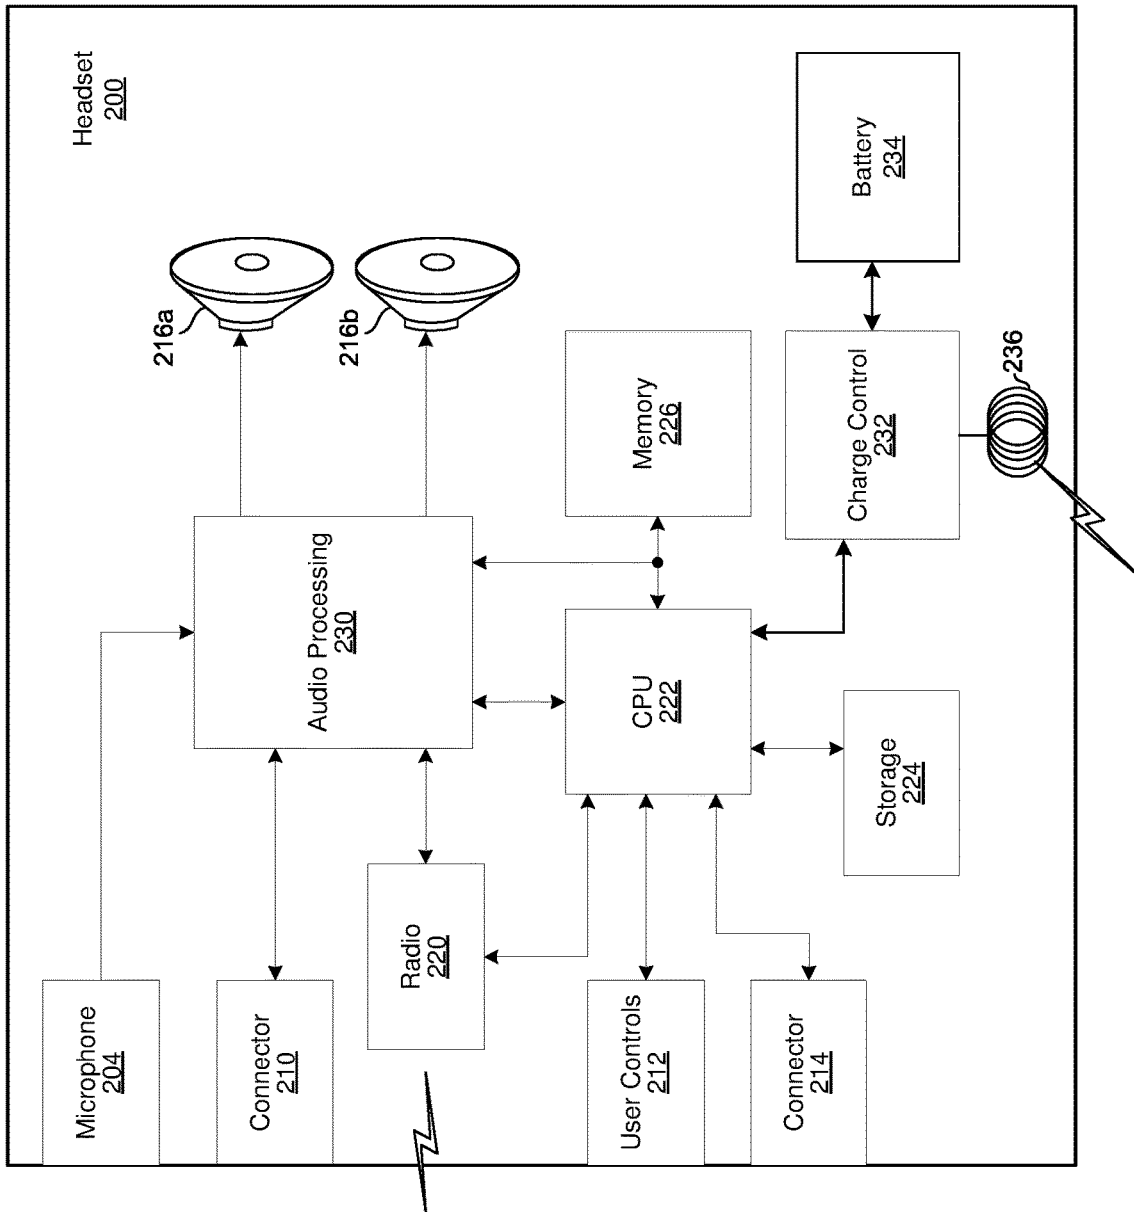 Headset
200
Microphone
204
Connector
210
Radio
220
User Controls
212
Connector
214
Audio Processing
230
CPU
222
Storage
224
216a
216b
Memory
226
Charge Control
232
236
Battery
234